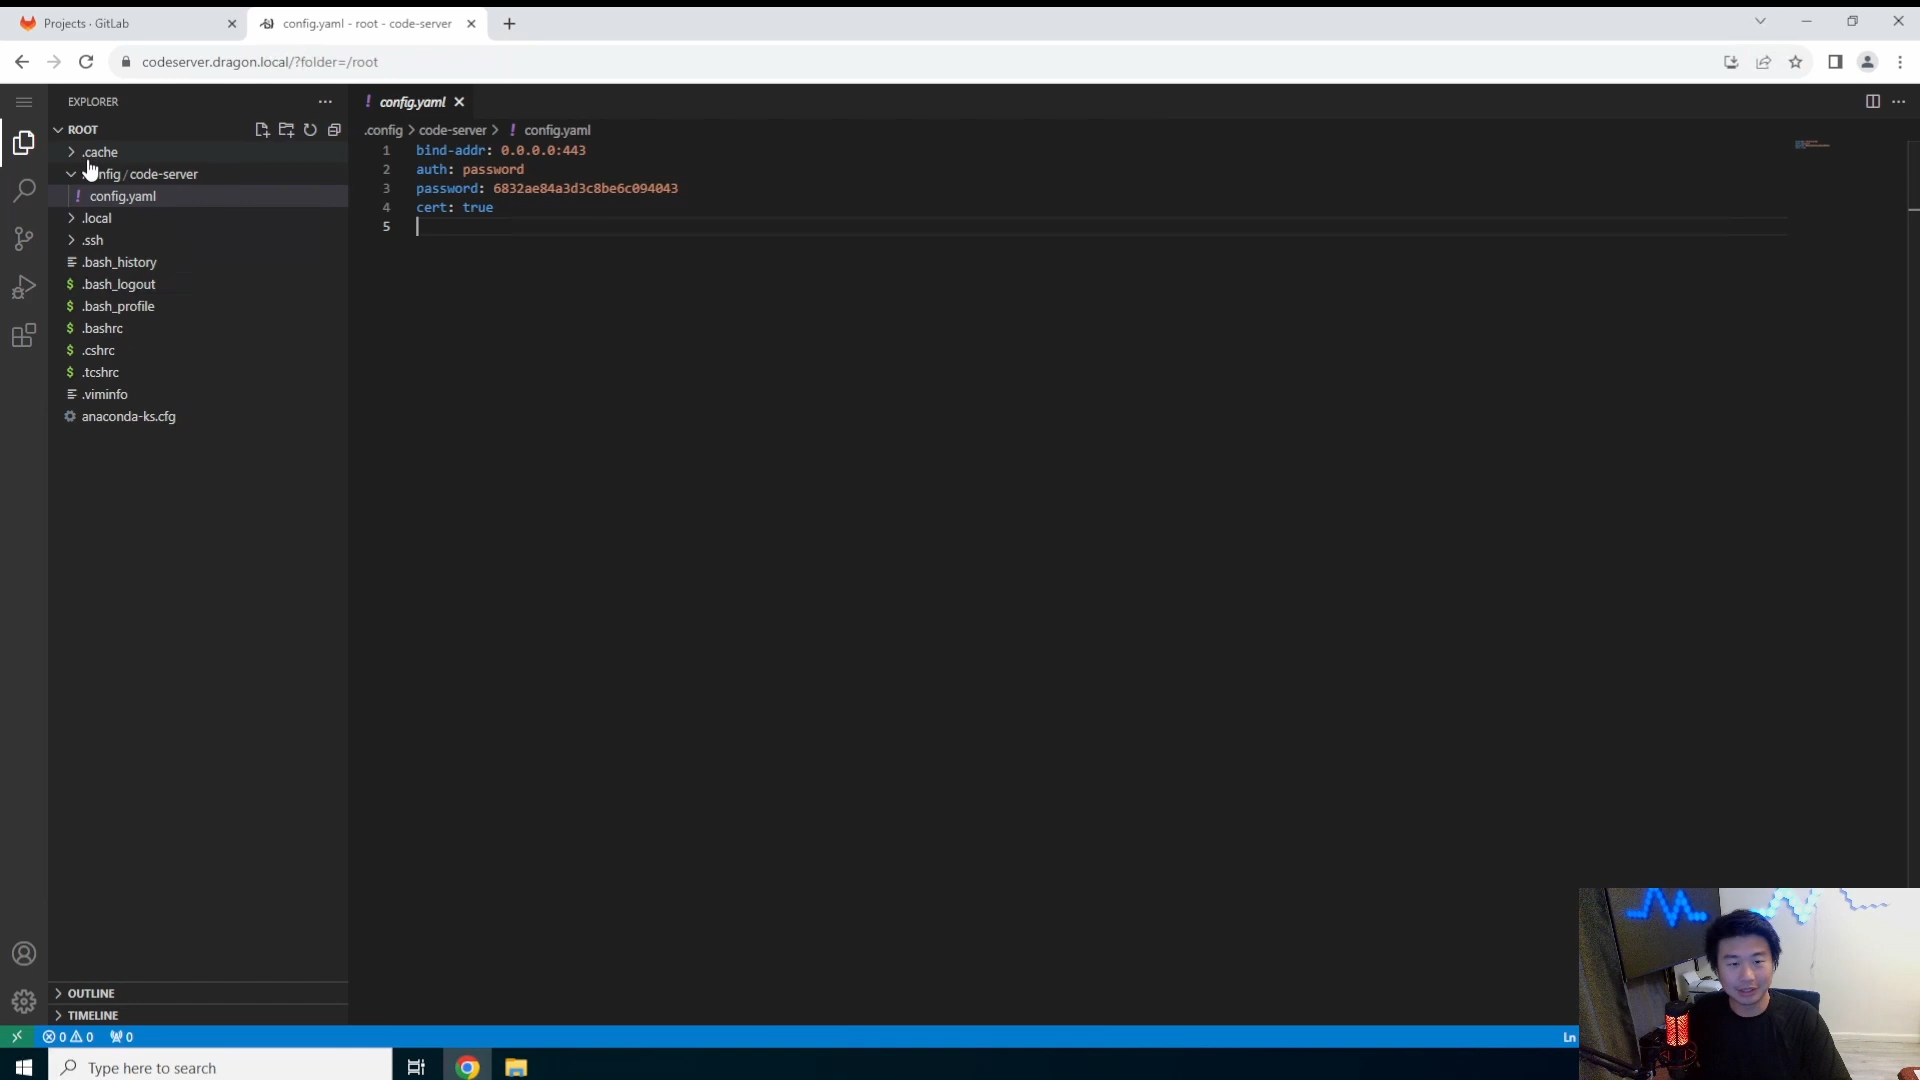 Projects · GitLab
config.yaml - root - code-server
codeserver.dragon.local/?folder=/root
EXPLORER
ROOT
.cache
nfig / code-server
config.yaml
.local
.ssh
.bash_history
.bash_logout
.bash_profile
.bashrc
.cshrc
.tcshrc
.viminfo
anaconda-ks.cfg
OUTLINE
TIMELINE
! config.yaml
.config > code-server > ! config.yaml
1 bind-addr: 0.0.0.0:443
2 auth: password
3 password: 6832ae84a3d3c8be6c094043
4 cert: true
5
0 0 0
Ln
Type here to search